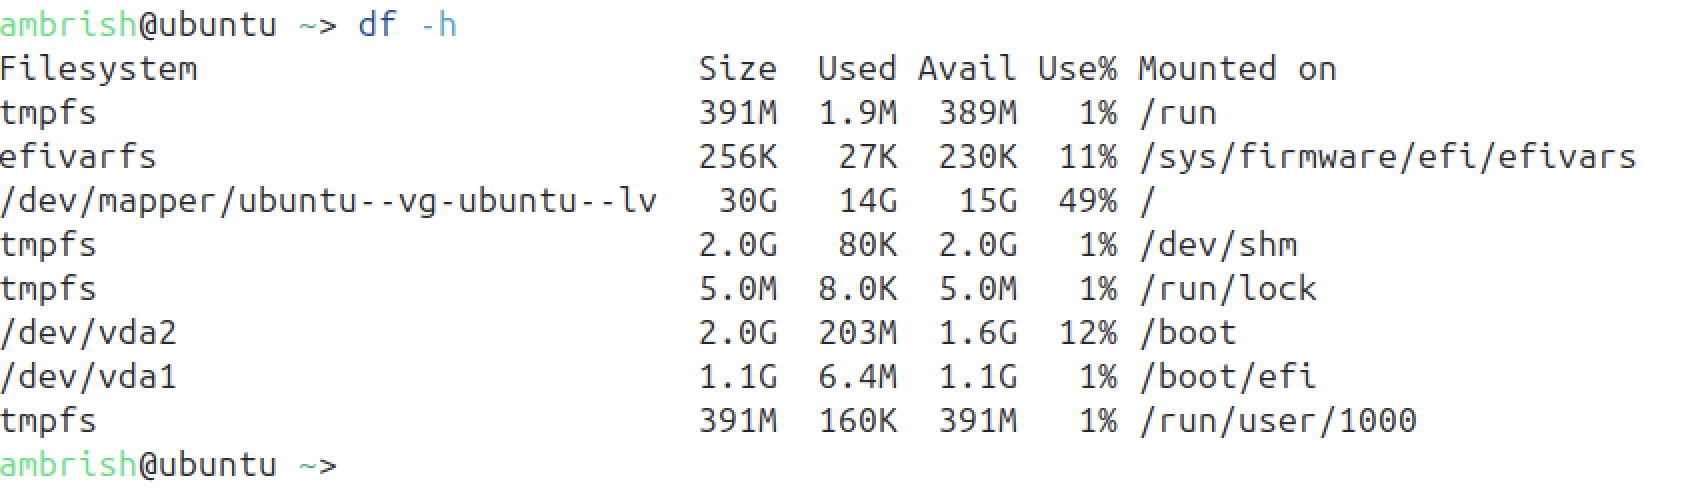 ambrish@ubuntu ~> df -h
Filesystem                         Size  Used Avail Use% Mounted on
tmpfs                              391M  1.9M  389M   1% /run
efivarfs                           256K   27K  230K  11% /sys/firmware/efi/efivars
/dev/mapper/ubuntu--vg-ubuntu--lv   30G   14G   15G  49% /
tmpfs                              2.0G   80K  2.0G   1% /dev/shm
tmpfs                              5.0M  8.0K  5.0M   1% /run/lock
/dev/vda2                          2.0G  203M  1.6G  12% /boot
/dev/vda1                          1.1G  6.4M  1.1G   1% /boot/efi
tmpfs                              391M  160K  391M   1% /run/user/1000
ambrish@ubuntu ~>